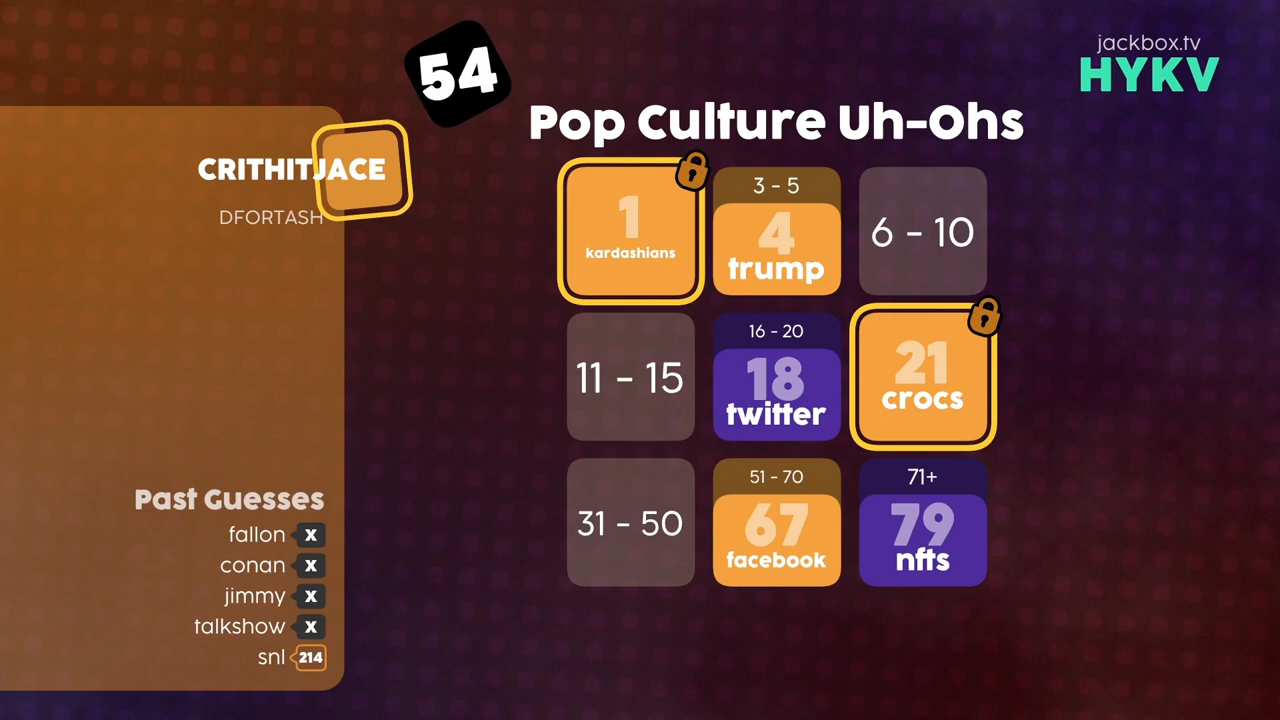 54
jackbox.tv
HYKV
Pop Culture Uh-Ohs
CRITHITJACE
DFORTASH
1
kardashians
3 - 5
4
trump
6 - 10
11 - 15
16 - 20
18
twitter
21
crocs
31 - 50
51 - 70
67
facebook
71+
79
nfts
Past Guesses
fallon X
conan X
jimmy X
talkshow X
snl 214